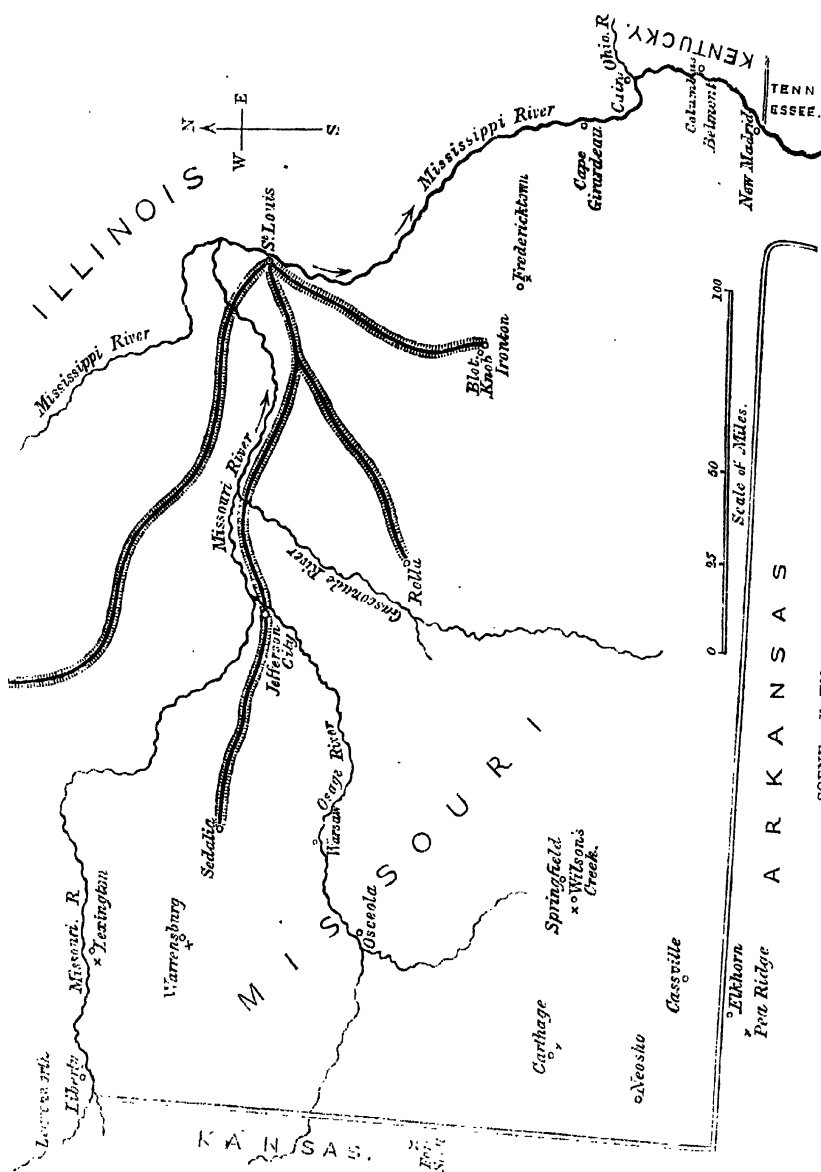 ILLINOIS
N
W
E
S
Mississippi River
St. Louis
Missouri River
Mississippi River
Missouri. R
Lexington
Liberty
Warrensburg
Sedalia
Jefferson
City
Osage River
Warsaw
Osceola
Gasconade River
Rolla
Knob
Ironton
Fredericktown
Cape
Girardeau
Cairo
Ohio. R
KENTUCKY.
Columbus
Belmont
New Madrid
TENN
ESSEE.
MISSOURI
Springfield
Wilson's
Creek.
Carthage
Neosho
Cassville
Elkhorn
Pea Ridge
KANSAS.
ARKANSAS
0
25
50
100
Scale of Miles.